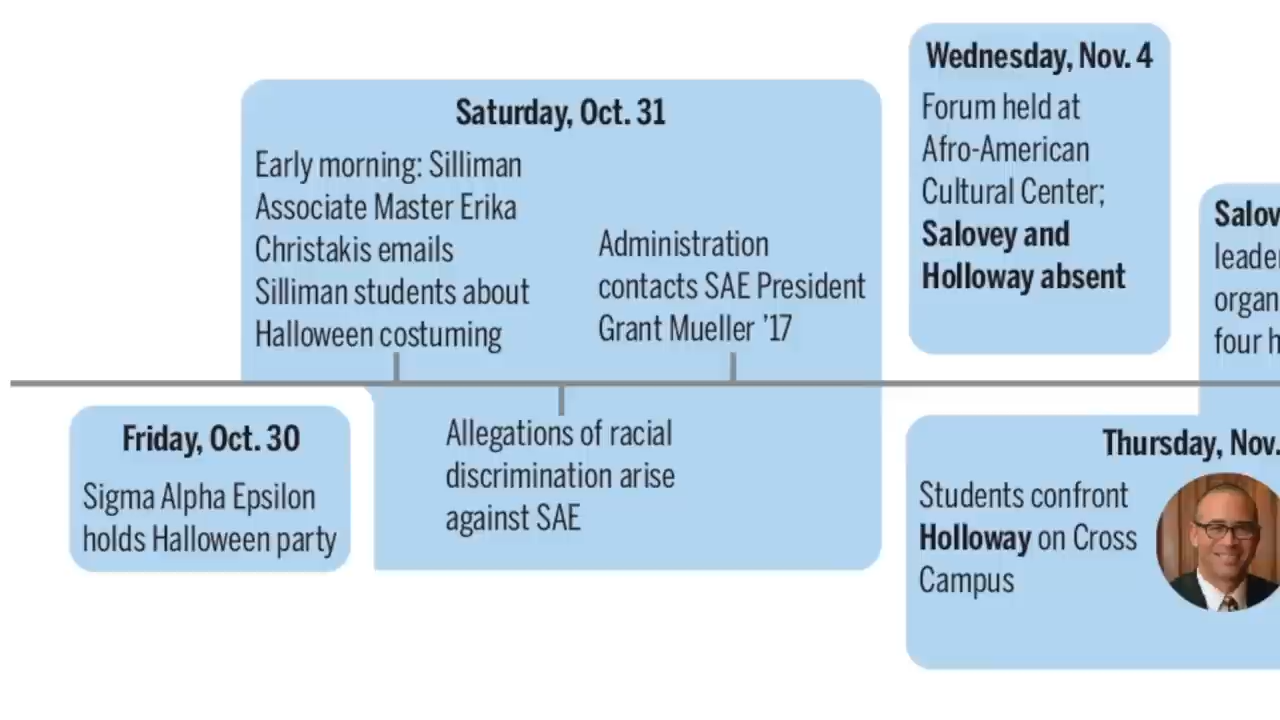 Friday, Oct. 30
Sigma Alpha Epsilon
holds Halloween party
Saturday, Oct. 31
Early morning: Silliman
Associate Master Erika
Christakis emails
Silliman students about
Halloween costuming
Allegations of racial
discrimination arise
against SAE
Administration
contacts SAE President
Grant Mueller ’17
Wednesday, Nov. 4
Forum held at
Afro-American
Cultural Center;
Salovey and
Holloway absent
Thursday, Nov.
Students confront
Holloway on Cross
Campus
four